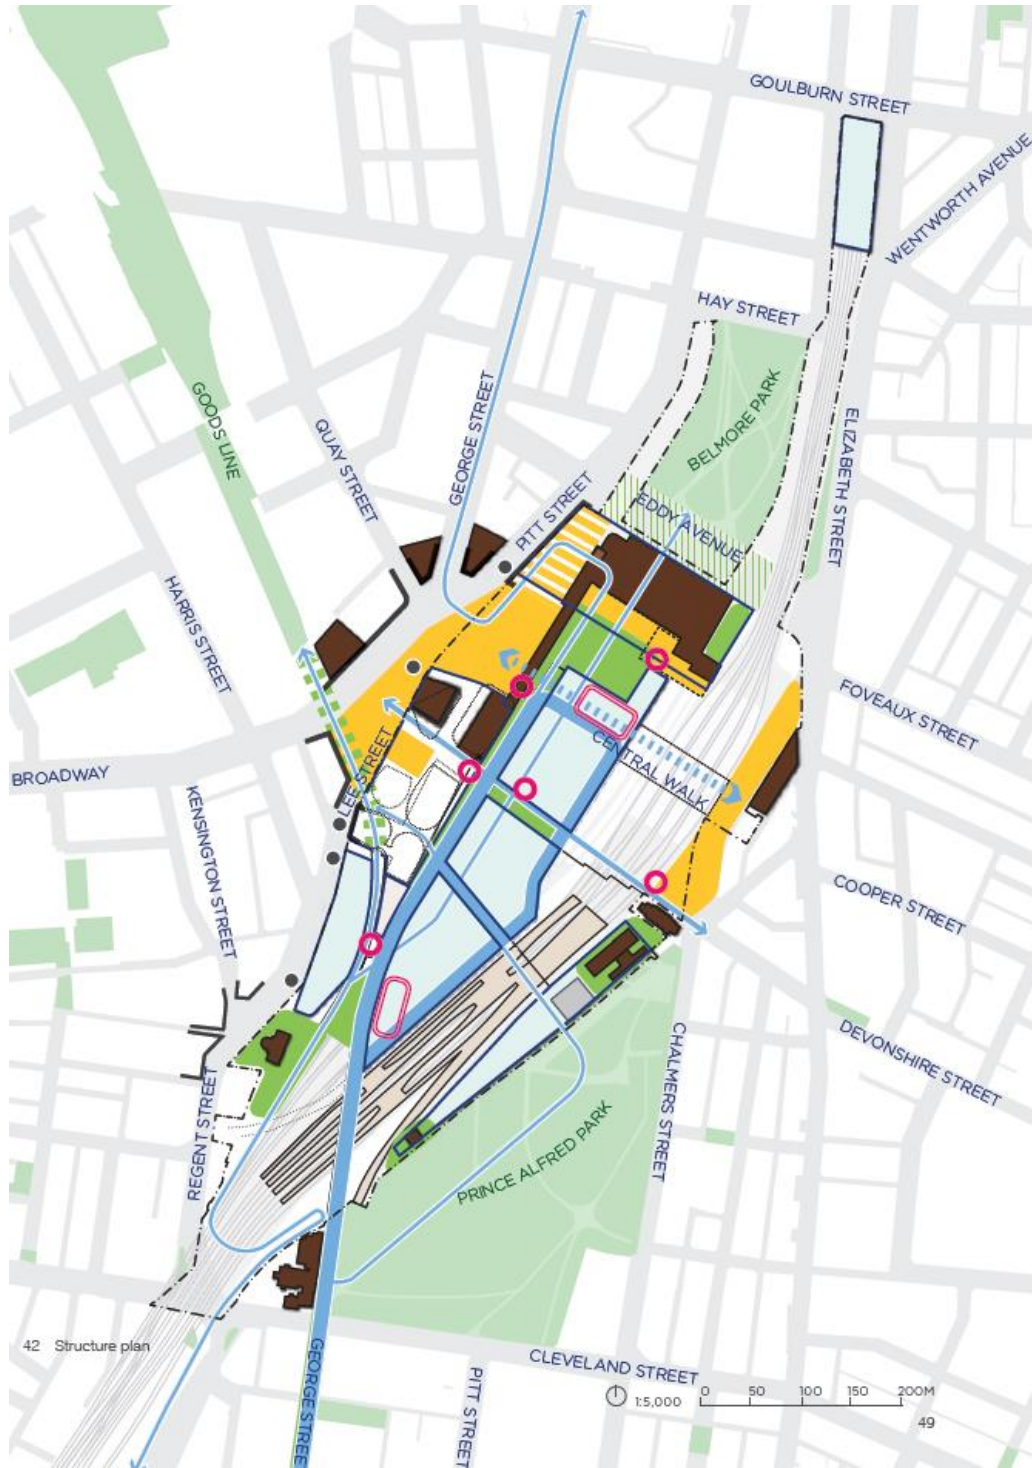 GOULBURN STREET
WENTWORTH AVENUE
HAY STREET
BELMORE PARK
ELIZABETH STREET
GOODS LINE
QUAY STREET
GEORGE STREET
PITT STREET
EDDY AVENUE
HARRIS STREET
FOVEAUX STREET
BROADWAY
LEE STREET
CENTRAL WALK
KENSINGTON STREET
COOPER STREET
DEVONSHIRE STREET
CHALMERS STREET
REGENT STREET
PRINCE ALFRED PARK
42 Structure plan
GEORGE STREE
CLEVELAND STREET
PITT STREET
1:5,000
0 50 100 150 200M
49